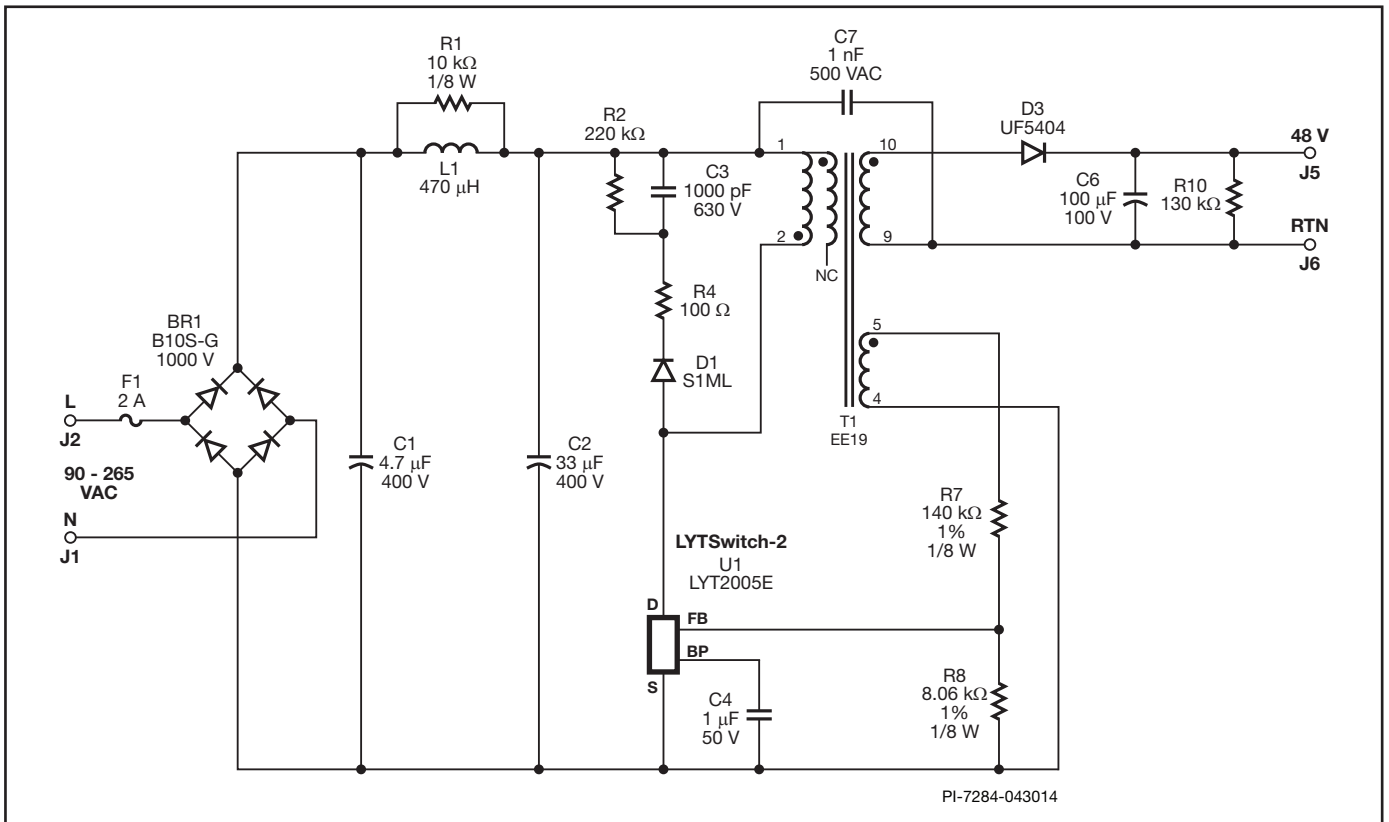 R1
10 kΩ
1/8 W
L1
470 µH
R2
220 kΩ
C3
1000 pF
630 V
C7
1 nF
500 VAC
1
2
NC
10
9
D3
UF5404
C6
100 µF
100 V
R10
130 kΩ
48 V
J5
RTN
J6
R4
100 Ω
D1
S1ML
5
4
T1
EE19
BR1
B10S-G
1000 V
F1
2 A
L
J2
90 - 265
VAC
N
J1
C1
4.7 µF
400 V
C2
33 µF
400 V
LYTSwitch-2
U1
LYT2005E
D
FB
BP
S
C4
1 µF
50 V
R7
140 kΩ
1%
1/8 W
R8
8.06 kΩ
1%
1/8 W
PI-7284-043014